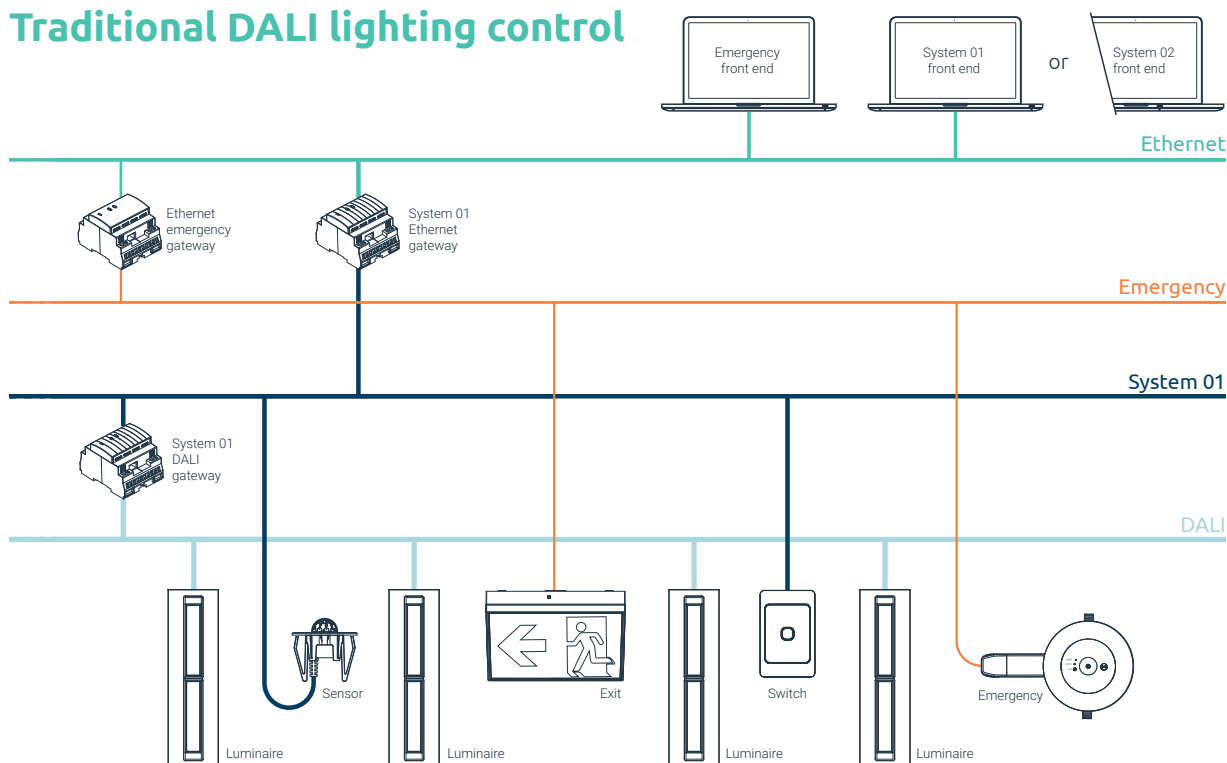 Traditional DALI lighting control
Emergency
front end
System 01
front end
or
System 02
front end
Ethernet
Ethernet
emergency
gateway
System 01
Ethernet
gateway
Emergency
System 01
System 01
DALI
gateway
DALI
Luminaire
Sensor
Luminaire
Exit
Luminaire
Switch
Luminaire
Emergency